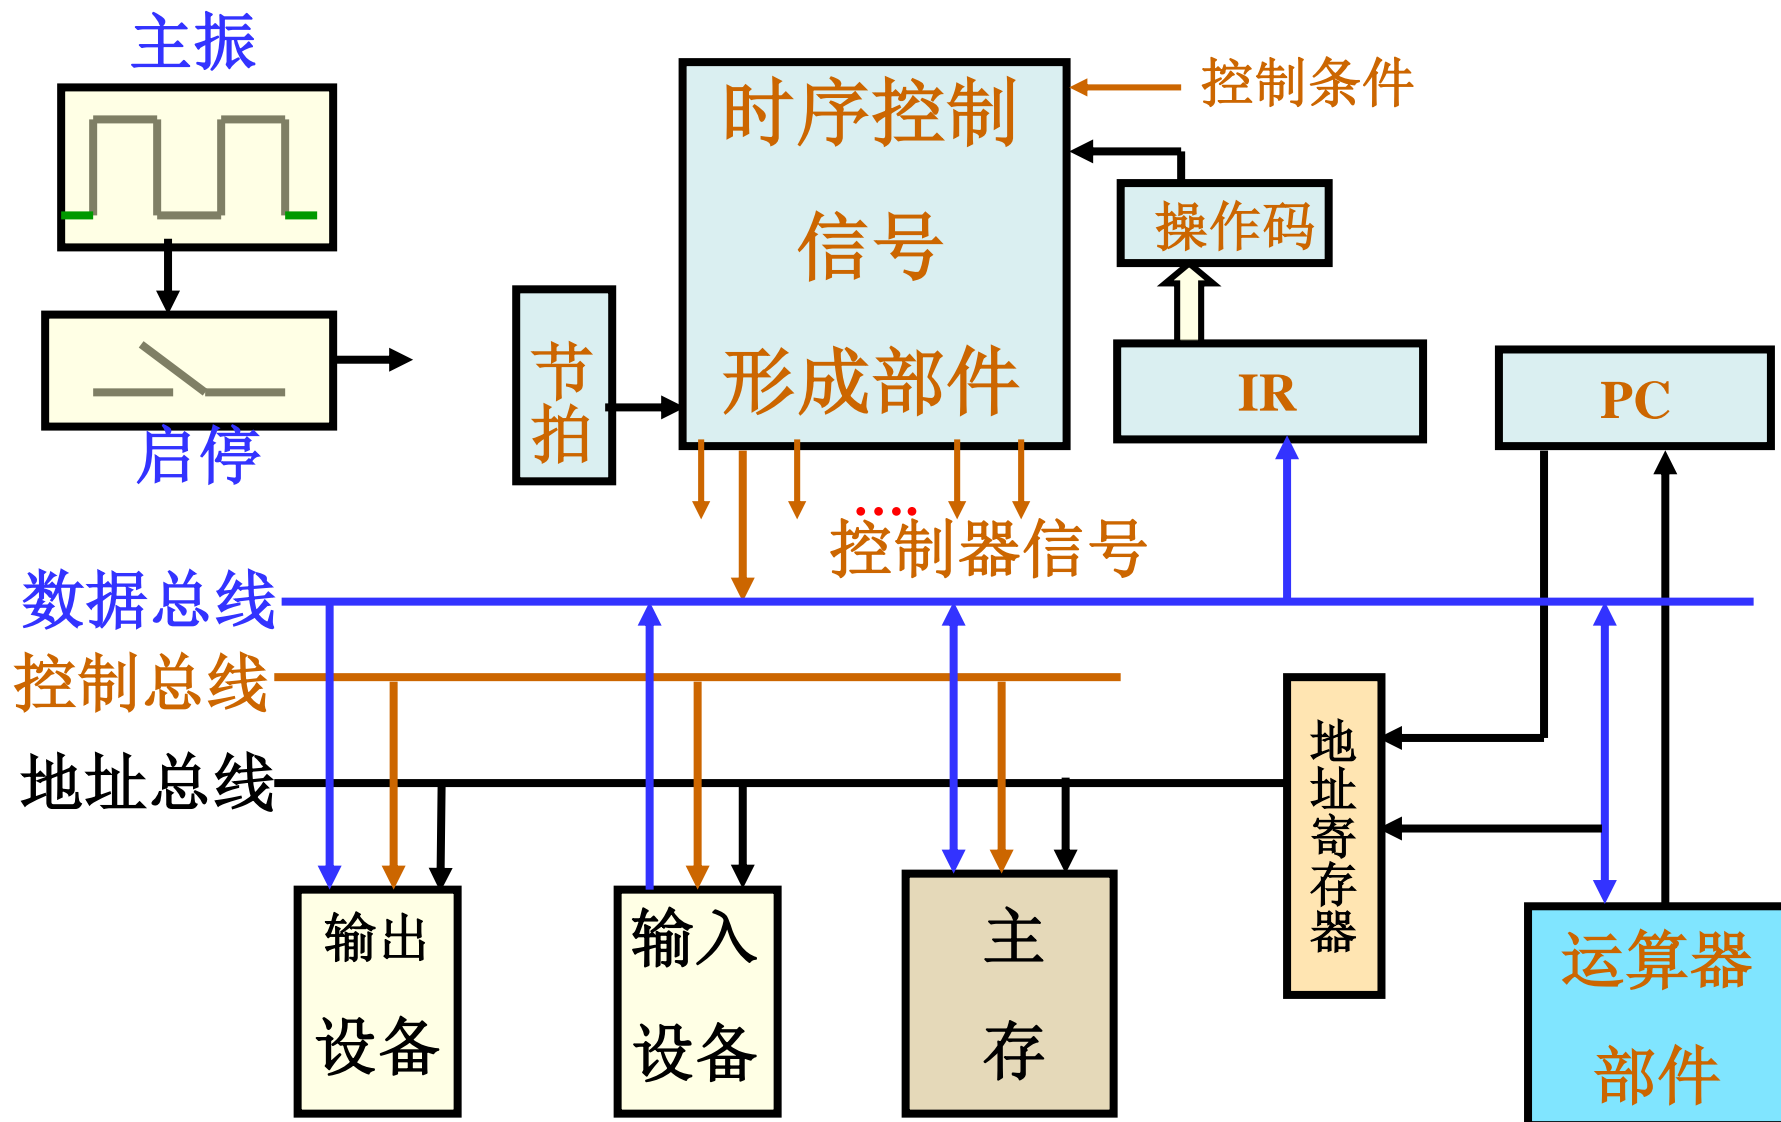 主振
时序控制
信号
形成部件
控制条件
操作码
节
拍
IR
PC
启停
....
控制器信号
数据总线
控制总线
地址总线
地
址
寄
存
器
输出
设备
输入
设备
主
存
运算器
部件